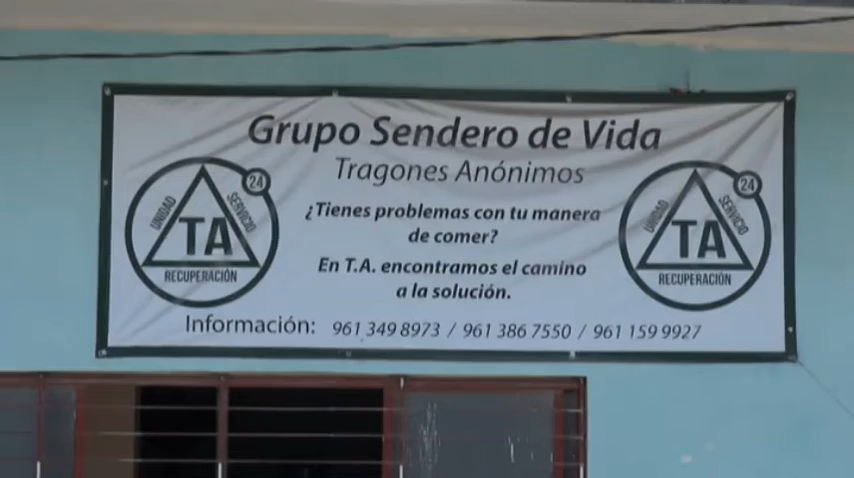 Grupo Sendero de Vida
Tragones Anónimos
¿Tienes problemas con tu manera
de comer?
En T.A. encontramos el camino
a la solución.
Información: 961 349 8973 / 961 386 7550 / 961 159 9927
24
UNIDAD
SERVICIO
TA
RECUPERACIÓN
24
UNIDAD
SERVICIO
TA
RECUPERACIÓN